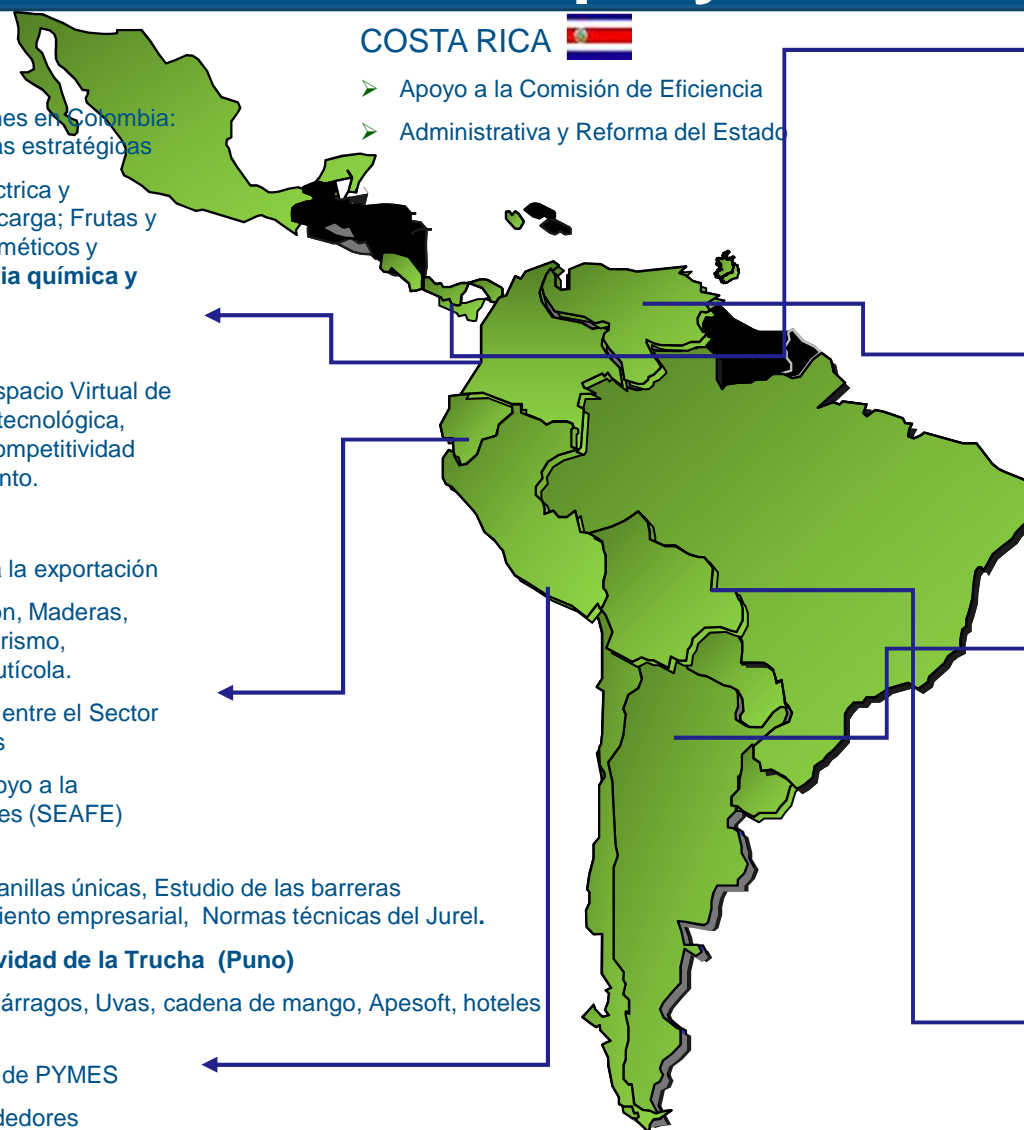 COSTA RICA
Apoyo a la Comisión de Eficiencia
Administrativa y Reforma del Estado
nes en Colombia:
as estratégicas
ctrica y
carga; Frutas y
méticos y
ria química y
spacio Virtual de
tecnológica,
ompetitividad
nto.
a la exportación
on, Maderas,
rismo,
utícola.
entre el Sector
s
oyo a la
es (SEAFE)
anillas únicas, Estudio de las barreras
iento empresarial, Normas técnicas del Jurel.
vidad de la Trucha (Puno)
párragos, Uvas, cadena de mango, Apesoft, hoteles
de PYMES
dedores